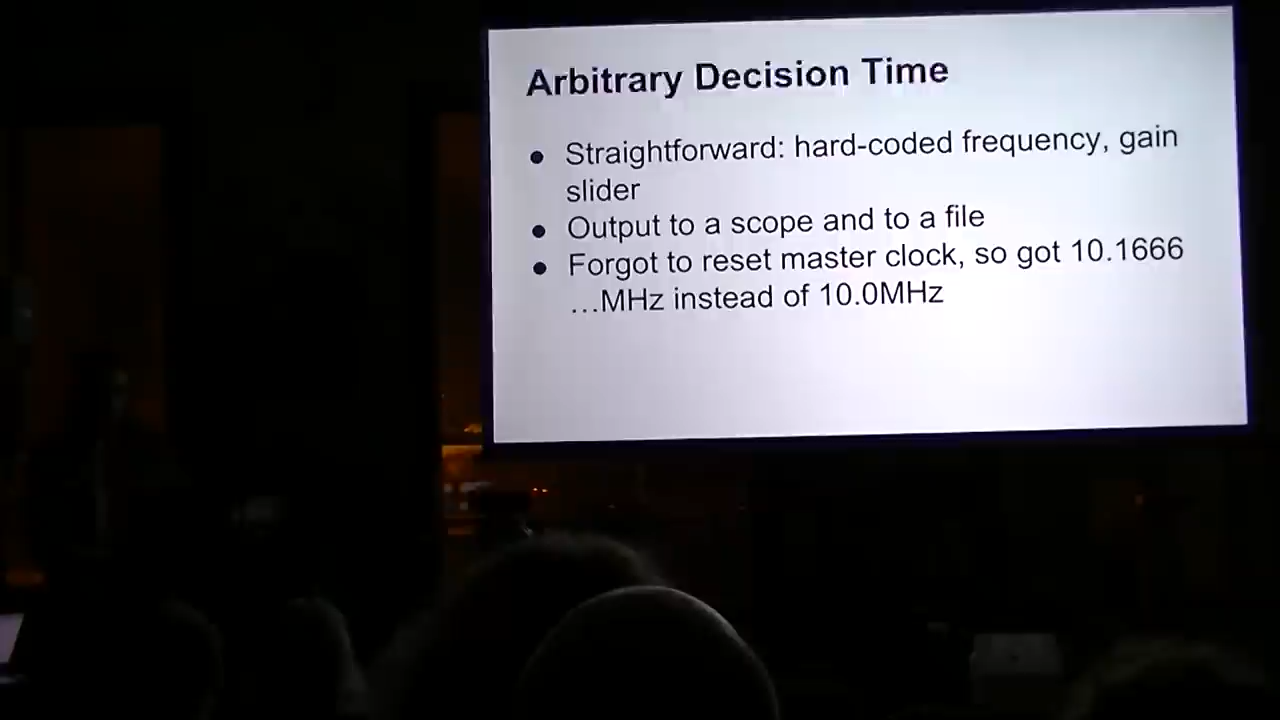 Arbitrary Decision Time
● Straightforward: hard-coded frequency, gain
slider
● Output to a scope and to a file
● Forgot to reset master clock, so got 10.1666
…MHz instead of 10.0MHz